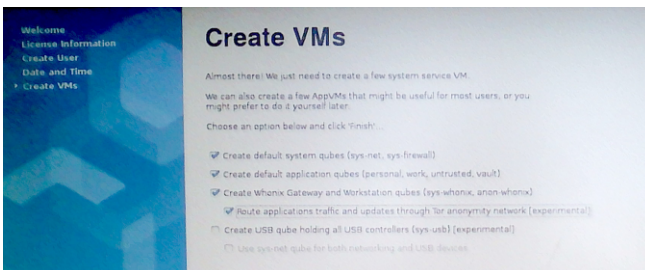 Welcome
License Information
Create User
Date and Time
Create VMs
Create VMs
Almost there! We just need to create a few system service VM.
We can also create a few AppVMs that might be useful for most users, or you
might prefer to do it yourself later.
Choose an option below and click 'Finish'...
Create default system qubes (sys-net, sys-firewall)
Create default application qubes (personal, work, untrusted, vault)
Create Whonix Gateway and Workstation qubes (sys-whonix, anon-whonix)
Route applications traffic and updates through Tor anonymity network [experimental]
Create USB qube holding all USB controllers (sys-usb) [experimental]
Use sys-net qube for both networking and USB devices